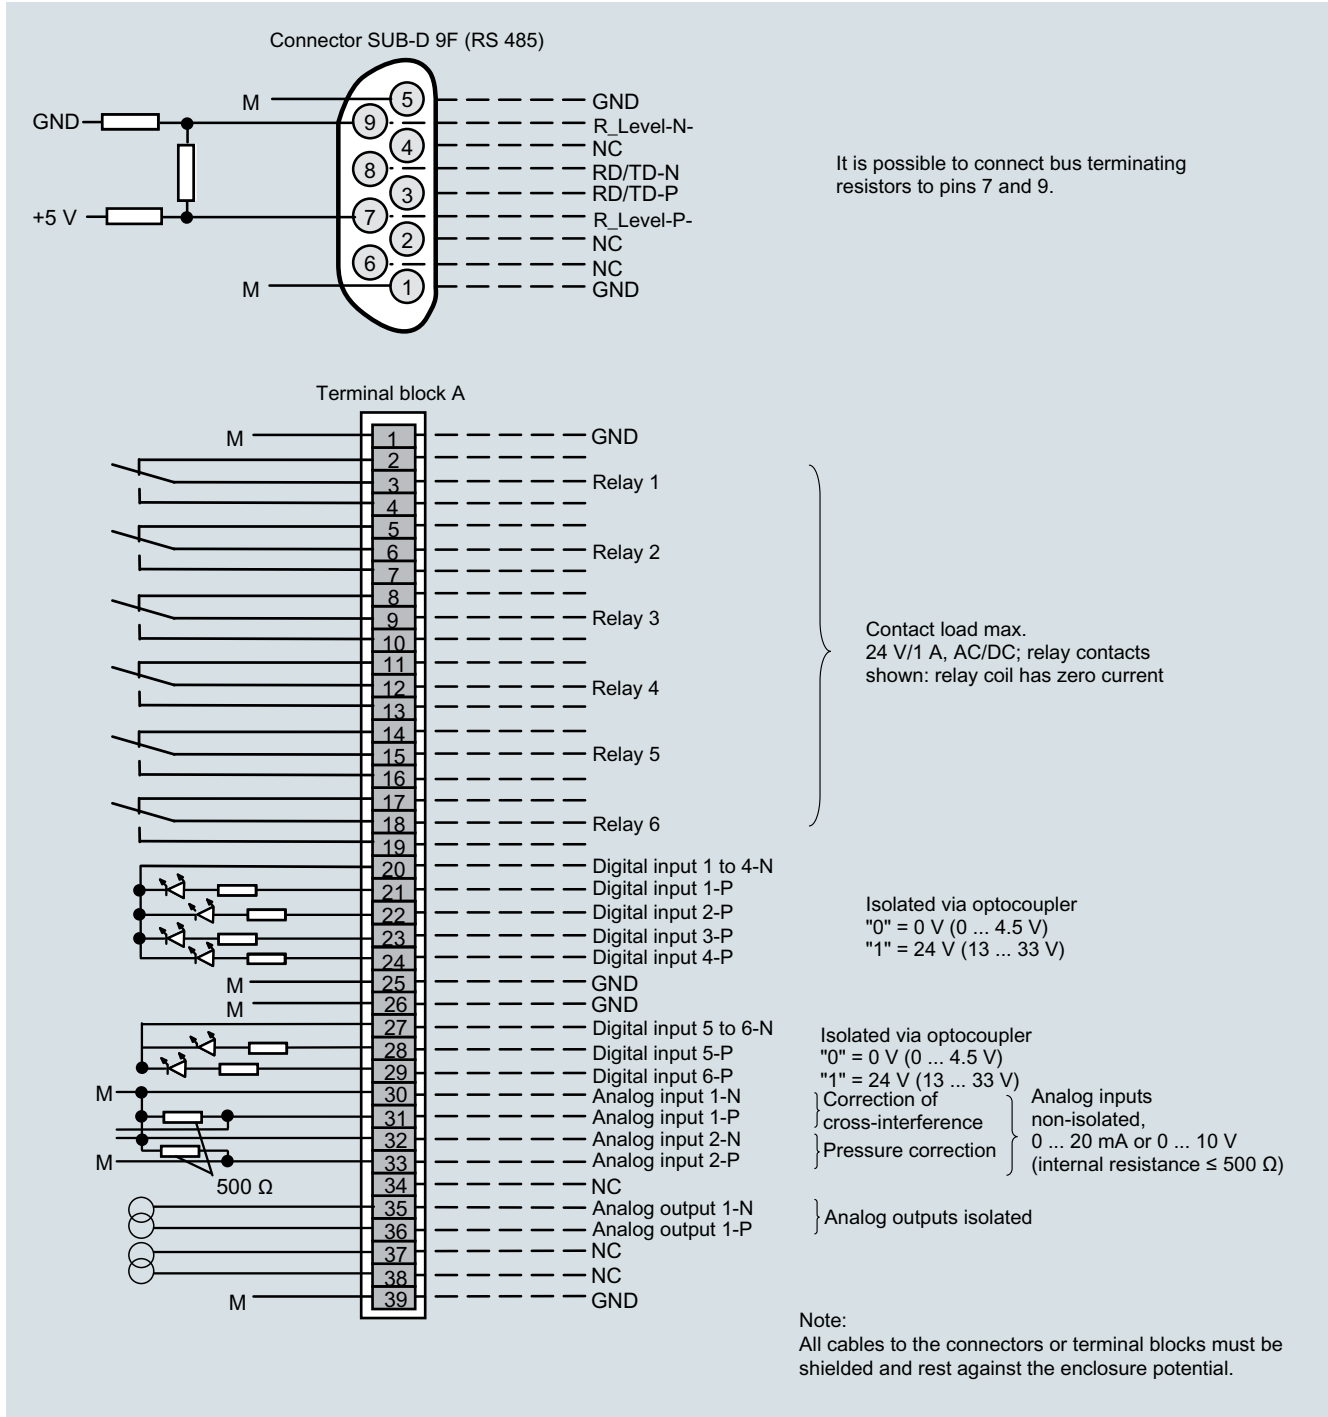 Connector SUB-D 9F (RS 485)
M 5 GND
GND 9 R_Level-N-
4 NC
8 RD/TD-N
3 RD/TD-P
+5 V 7 R_Level-P-
2 NC
6 NC
M 1 GND
It is possible to connect bus terminating
resistors to pins 7 and 9.
Terminal block A
M 1 GND
2
3 Relay 1
4
5
6 Relay 2
7
8
9 Relay 3
10
11
12 Relay 4
13
14
15 Relay 5
16
17
18 Relay 6
19
Contact load max.
24 V/1 A, AC/DC; relay contacts
shown: relay coil has zero current
20 Digital input 1 to 4-N
21 Digital input 1-P
22 Digital input 2-P
23 Digital input 3-P
24 Digital input 4-P
Isolated via optocoupler
"0" = 0 V (0 ... 4.5 V)
"1" = 24 V (13 ... 33 V)
M 25 GND
M 26 GND
27 Digital input 5 to 6-N
28 Digital input 5-P
29 Digital input 6-P
Isolated via optocoupler
"0" = 0 V (0 ... 4.5 V)
"1" = 24 V (13 ... 33 V)
M 30 Analog input 1-N
31 Analog input 1-P
32 Analog input 2-N
M 33 Analog input 2-P
500 Ω
Correction of
cross-interference
Pressure correction
Analog inputs
non-isolated,
0 ... 20 mA or 0 ... 10 V
(internal resistance ≤ 500 Ω)
34 NC
35 Analog output 1-N
36 Analog output 1-P
Analog outputs isolated
37 NC
38 NC
M 39 GND
Note:
All cables to the connectors or terminal blocks must be
shielded and rest against the enclosure potential.